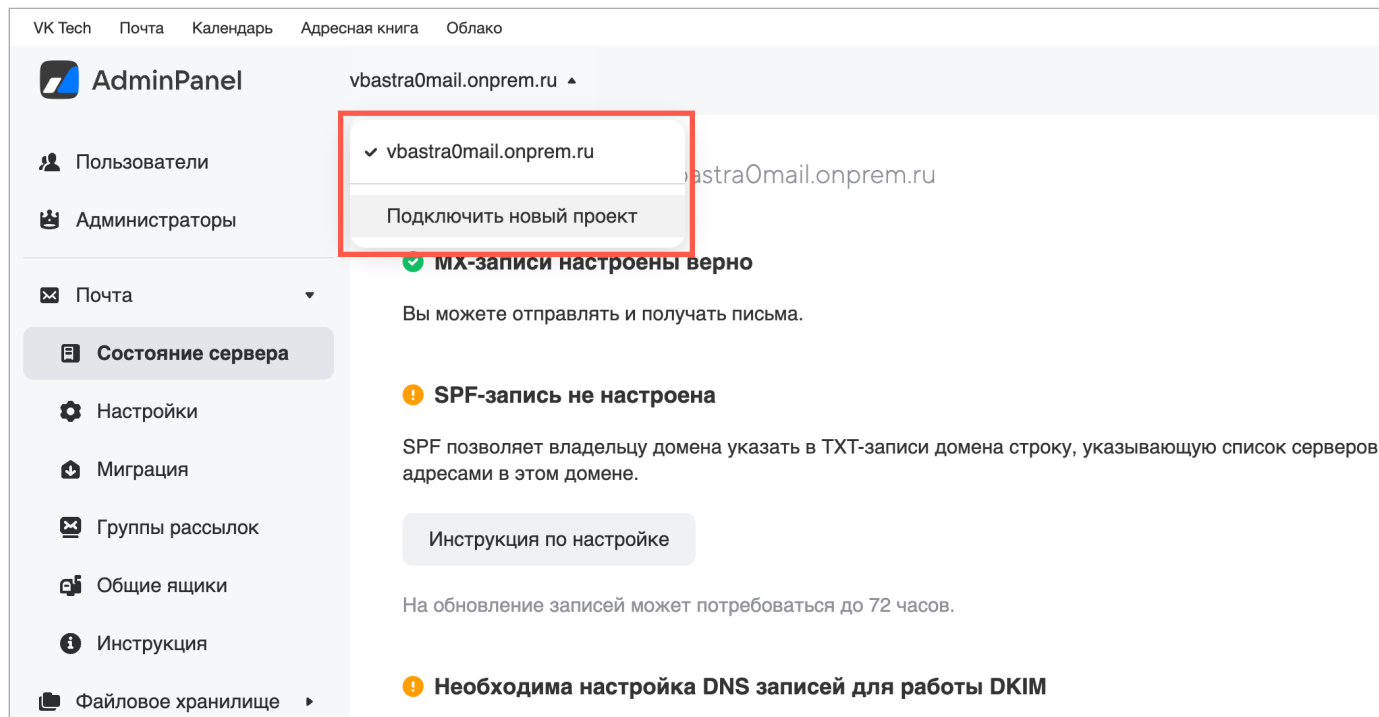 VK Tech Почта Календарь Адресная книга Облако
AdminPanel
vbastra0mail.onprem.ru
vbastra0mail.onprem.ru
Подключить новый проект
Пользователи
Администраторы
Почта
Состояние сервера
Настройки
Миграция
Группы рассылок
Общие ящики
Инструкция
Файловое хранилище
astra0mail.onprem.ru
MX-записи настроены верно
Вы можете отправлять и получать письма.
SPF-запись не настроена
SPF позволяет владельцу домена указать в TXT-записи домена строку, указывающую список серверов
адресами в этом домене.
Инструкция по настройке
На обновление записей может потребоваться до 72 часов.
Необходима настройка DNS записей для работы DKIM